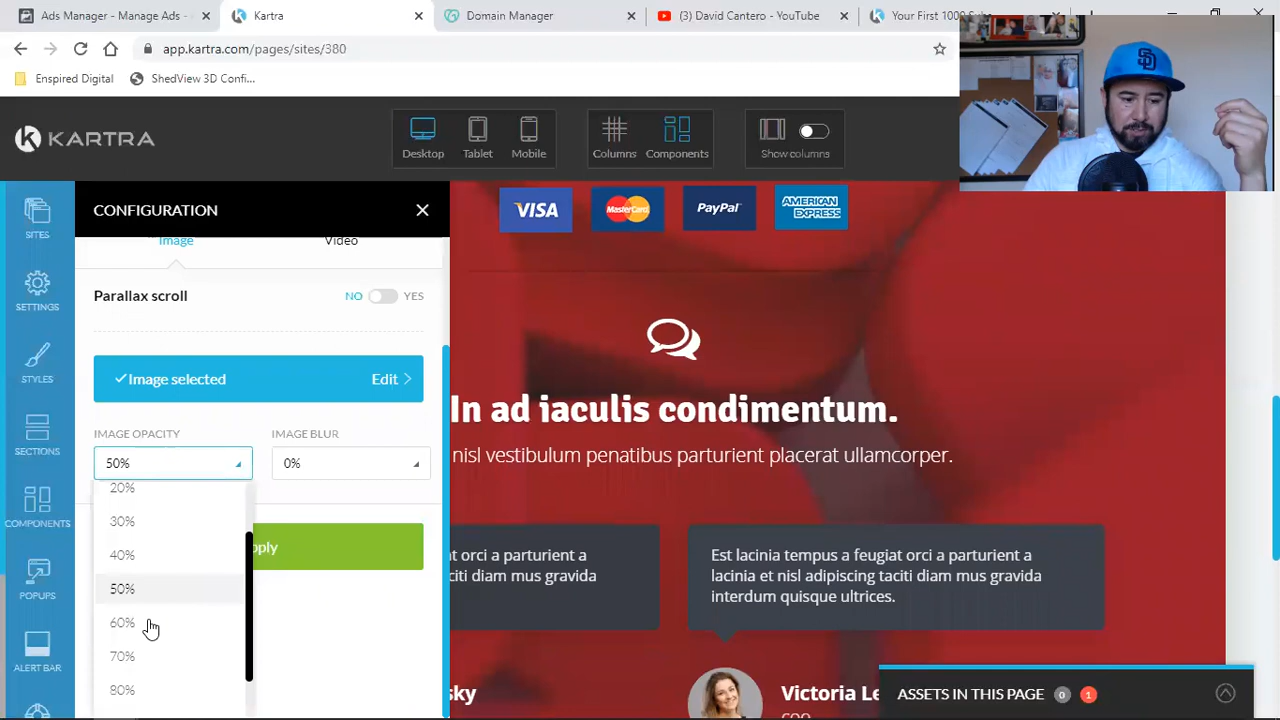 Ads Manager - Manage Ads -
Kartra
Domain Manager
(3) David Cantero - YouTube
Your First 1000
app.kartra.com/pages/sites/380
Enspired Digital
ShedView 3D Confi...
KARTRA
Desktop
Tablet
Mobile
Columns
Components
Show columns
SITES
SETTINGS
STYLES
SECTIONS
COMPONENTS
POPUPS
ALERT BAR
CONFIGURATION
Image
Video
Parallax scroll
NO
YES
Image selected
Edit
IMAGE OPACITY
IMAGE BLUR
50%
0%
20%
30%
40%
50%
60%
70%
80%
pply
VISA
MasterCard
PayPal
AMERICAN
EXPRESS
In ad iaculis condimentum.
nisl vestibulum penatibus parturient placerat ullamcorper.
at orci a parturient a
citi diam mus gravida
Est lacinia tempus a feugiat orci a parturient a
lacinia et nisl adipiscing taciti diam mus gravida
interdum quisque ultrices.
sky
Victoria Le
COO
ASSETS IN THIS PAGE
0
1
SD